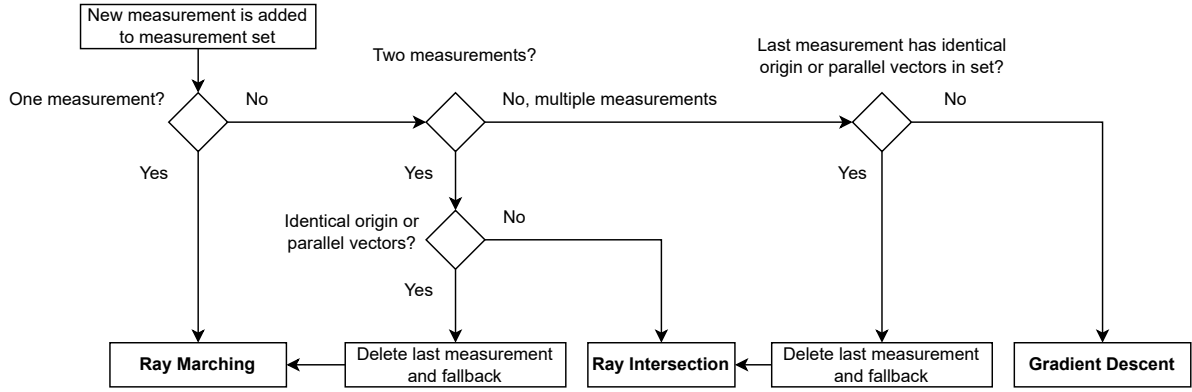 New measurement is added
to measurement set
Two measurements?
Last measurement has identical
origin or parallel vectors in set?
One measurement?
No
No, multiple measurements
No
Yes
Yes
Yes
Identical origin or
parallel vectors?
No
Yes
Ray Marching
Delete last measurement
and fallback
Ray Intersection
Delete last measurement
and fallback
Gradient Descent